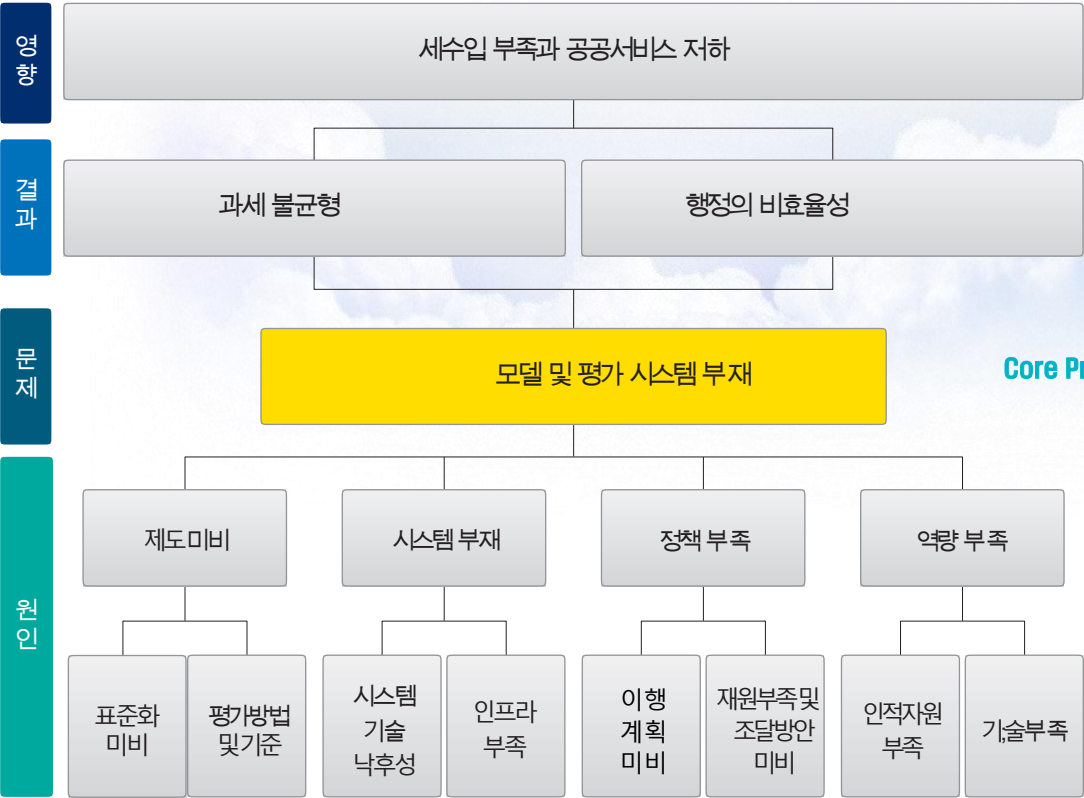 영향
세수입 부족과 공공서비스 저하
결과
과세 불균형
행정의 비효율성
문제
모델 및 평가 시스템 부재
Core Pr
원인
제도 미비
시스템 부재
정책 부족
역량 부족
표준화
미비
평가방법
및 기준
시스템
기술
낙후성
인프라
부족
이행
계획
미비
재원부족 및
조달방안
미비
인적자원
부족
기;술부족